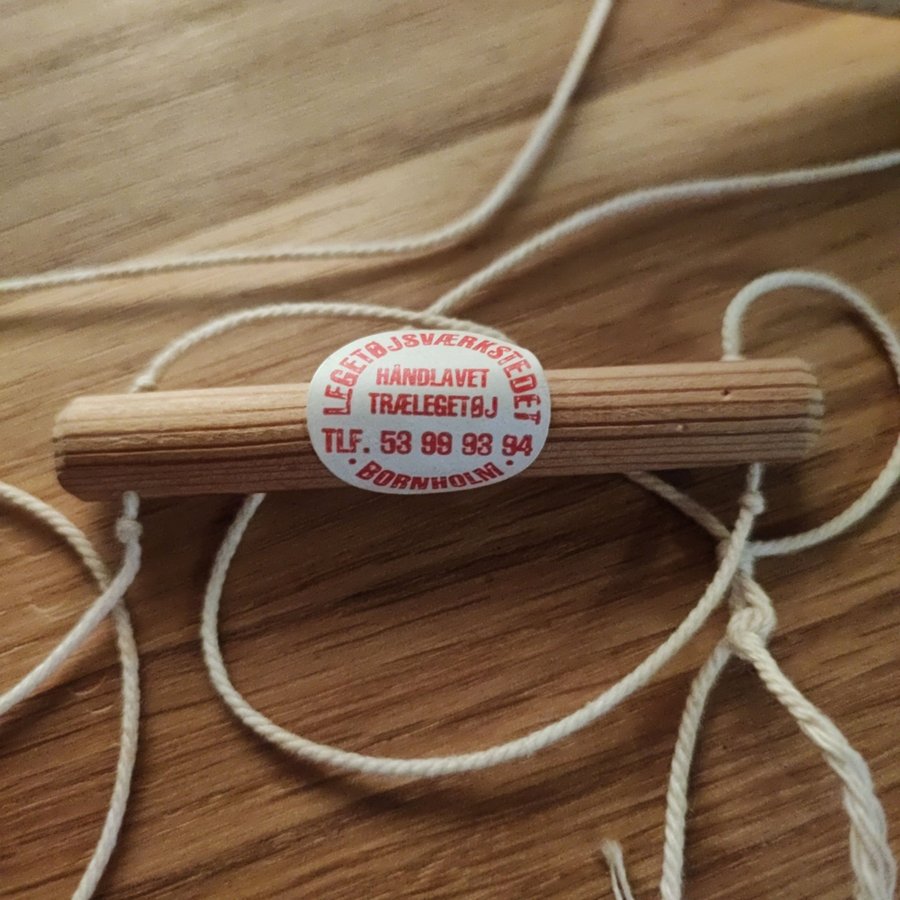 LEGETØJSVÆRKSTEDET
HÅNDLAVET
TRÆLEGETØJ
TLF. 53 99 93 94
· BORNHOLM ·